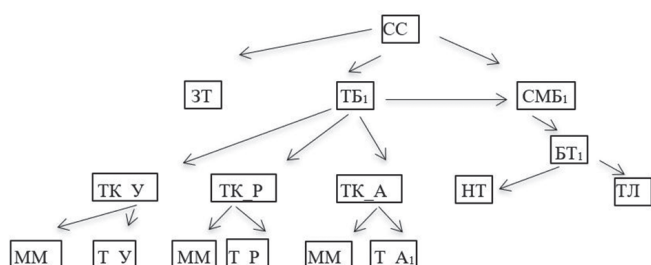 СС
ЗТ ТБ₁ СМБ₁
БТ₁
ТК_У ТК_Р ТК_А НТ ТЛ
ММ Т_У ММ Т_Р ММ Т_А₁